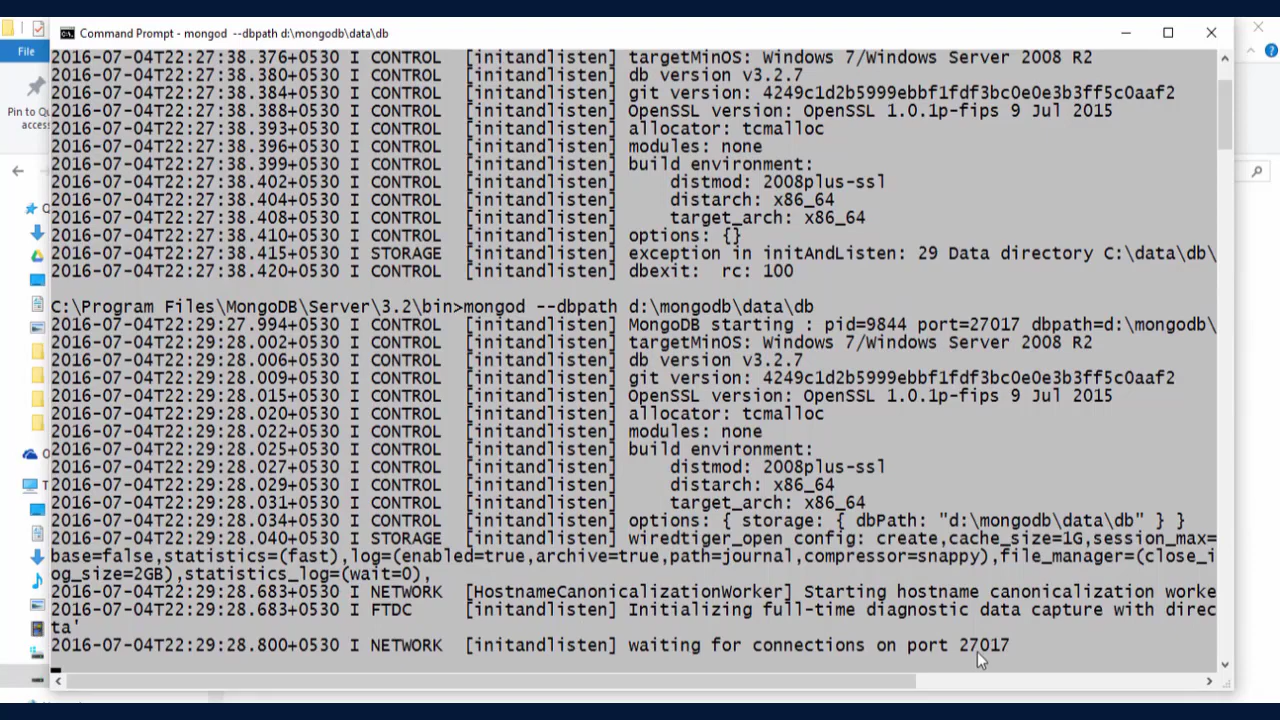 Command Prompt - mongod --dbpath d:\mongodb\data\db
File
Pin to Qu
access
2016-07-04T22:27:38.376+0530 I CONTROL  [initandlisten] targetMinOS: Windows 7/Windows Server 2008 R2
2016-07-04T22:27:38.380+0530 I CONTROL  [initandlisten] db version v3.2.7
2016-07-04T22:27:38.384+0530 I CONTROL  [initandlisten] git version: 4249c1d2b5999ebbf1fdf3bc0e0e3b3ff5c0aaf2
2016-07-04T22:27:38.388+0530 I CONTROL  [initandlisten] OpenSSL version: OpenSSL 1.0.1p-fips 9 Jul 2015
2016-07-04T22:27:38.393+0530 I CONTROL  [initandlisten] allocator: tcmalloc
2016-07-04T22:27:38.396+0530 I CONTROL  [initandlisten] modules: none
2016-07-04T22:27:38.399+0530 I CONTROL  [initandlisten] build environment:
2016-07-04T22:27:38.402+0530 I CONTROL  [initandlisten]     distmod: 2008plus-ssl
2016-07-04T22:27:38.404+0530 I CONTROL  [initandlisten]     distarch: x86_64
2016-07-04T22:27:38.408+0530 I CONTROL  [initandlisten]     target_arch: x86_64
2016-07-04T22:27:38.410+0530 I CONTROL  [initandlisten] options: {}
2016-07-04T22:27:38.415+0530 I STORAGE  [initandlisten] exception in initAndListen: 29 Data directory C:\data\db\
2016-07-04T22:27:38.420+0530 I CONTROL  [initandlisten] dbexit:  rc: 100
C:\Program Files\MongoDB\Server\3.2\bin>mongod --dbpath d:\mongodb\data\db
2016-07-04T22:29:27.994+0530 I CONTROL  [initandlisten] MongoDB starting : pid=9844 port=27017 dbpath=d:\mongodb\
2016-07-04T22:29:28.002+0530 I CONTROL  [initandlisten] targetMinOS: Windows 7/Windows Server 2008 R2
2016-07-04T22:29:28.006+0530 I CONTROL  [initandlisten] db version v3.2.7
2016-07-04T22:29:28.009+0530 I CONTROL  [initandlisten] git version: 4249c1d2b5999ebbf1fdf3bc0e0e3b3ff5c0aaf2
2016-07-04T22:29:28.015+0530 I CONTROL  [initandlisten] OpenSSL version: OpenSSL 1.0.1p-fips 9 Jul 2015
2016-07-04T22:29:28.020+0530 I CONTROL  [initandlisten] allocator: tcmalloc
2016-07-04T22:29:28.022+0530 I CONTROL  [initandlisten] modules: none
2016-07-04T22:29:28.025+0530 I CONTROL  [initandlisten] build environment:
2016-07-04T22:29:28.027+0530 I CONTROL  [initandlisten]     distmod: 2008plus-ssl
2016-07-04T22:29:28.029+0530 I CONTROL  [initandlisten]     distarch: x86_64
2016-07-04T22:29:28.031+0530 I CONTROL  [initandlisten]     target_arch: x86_64
2016-07-04T22:29:28.034+0530 I CONTROL  [initandlisten] options: { storage: { dbPath: "d:\mongodb\data\db" } }
2016-07-04T22:29:28.040+0530 I STORAGE  [initandlisten] wiredtiger_open config: create,cache_size=1G,session_max=
base=false,statistics=(fast),log=(enabled=true,archive=true,path=journal,compressor=snappy),file_manager=(close_i
og_size=2GB),statistics_log=(wait=0),
2016-07-04T22:29:28.683+0530 I NETWORK  [HostnameCanonicalizationWorker] Starting hostname canonicalization worke
2016-07-04T22:29:28.683+0530 I FTDC     [initandlisten] Initializing full-time diagnostic data capture with direc
ta'
2016-07-04T22:29:28.800+0530 I NETWORK  [initandlisten] waiting for connections on port 27017